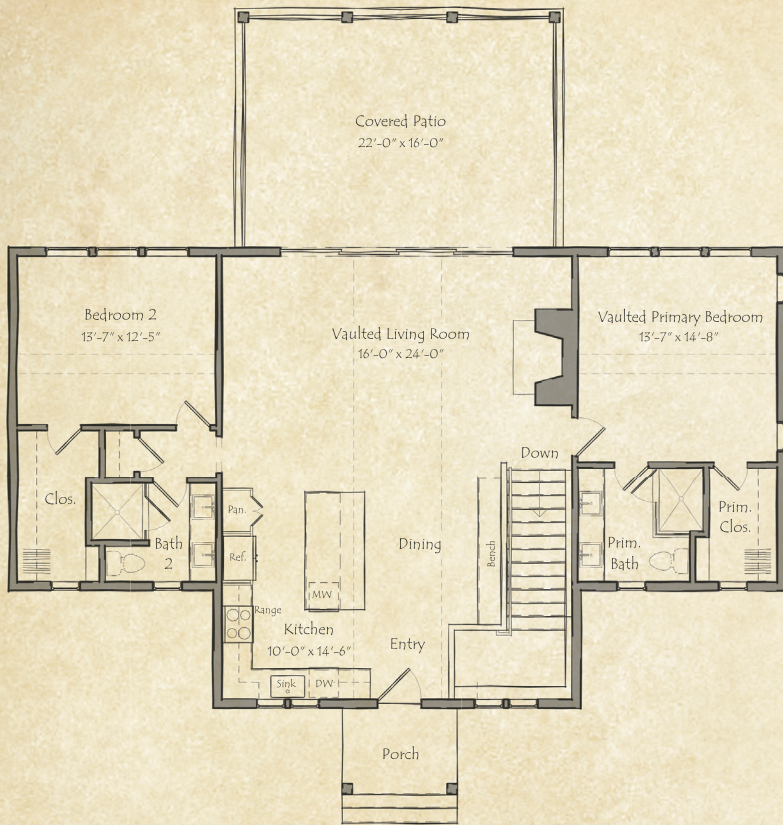 Covered Patio
22'-0" x 16'-0"
Bedroom 2
13'-7" x 12'-5"
Vaulted Living Room
16'-0" x 24'-0"
Vaulted Primary Bedroom
13'-7" x 14'-8"
Down
Clos.
Pan.
Prim.
Clos.
Bath
2
Ref.
Dining
Bench
Prim.
Bath
MW
Range
Kitchen
10'-0" x 14'-6"
Entry
Sink
DW
Porch